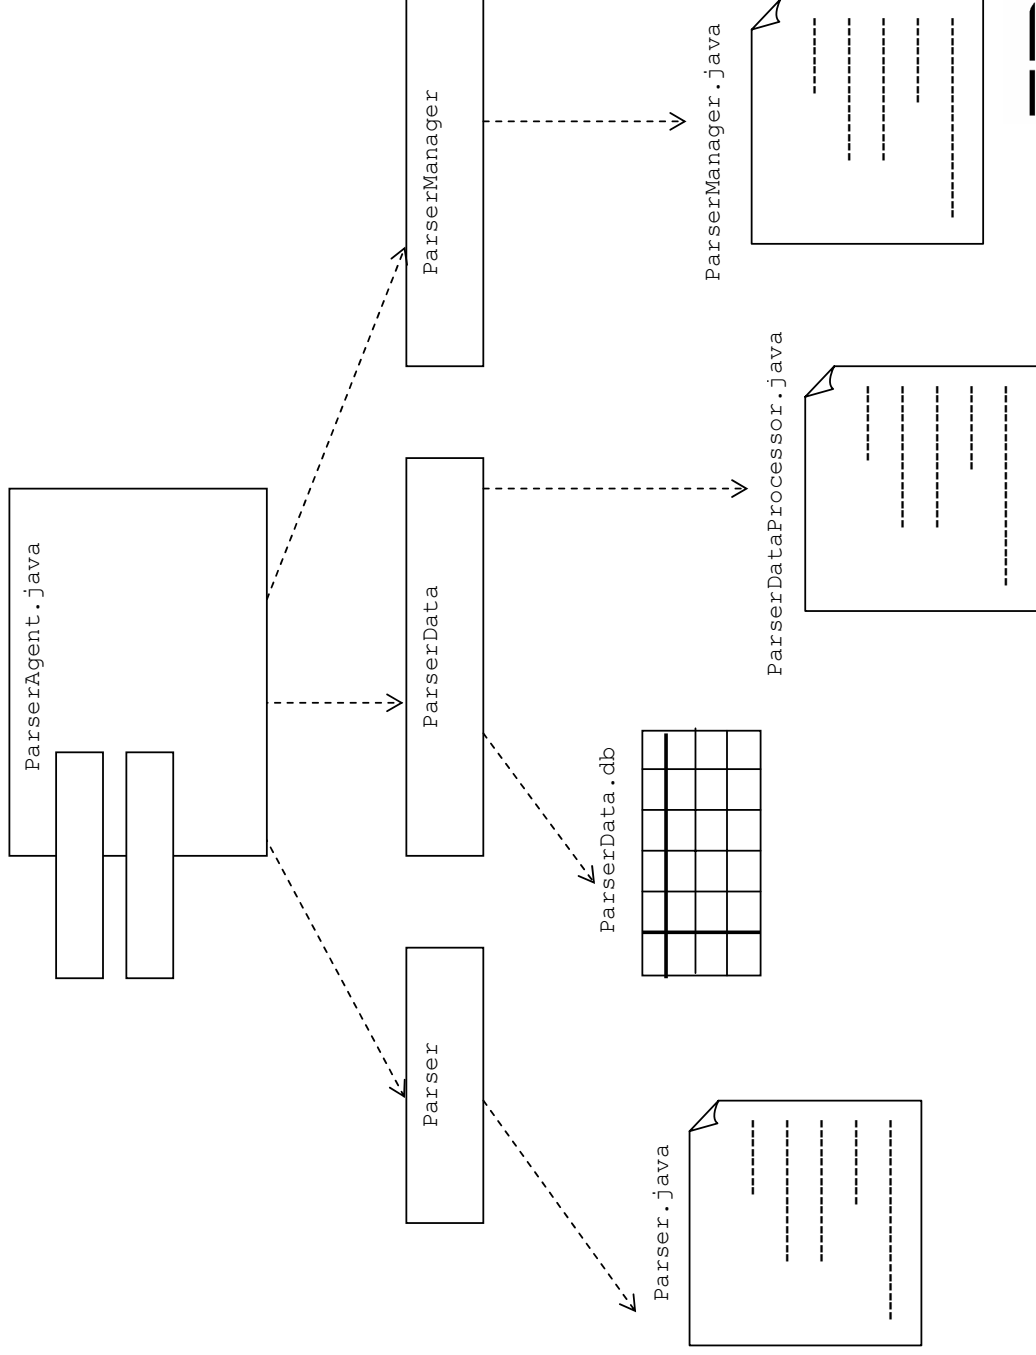 ParserAgent.java
Parser
ParserData
ParserManager
Parser.java
ParserData.db
ParserDataProcessor.java
ParserManager.java